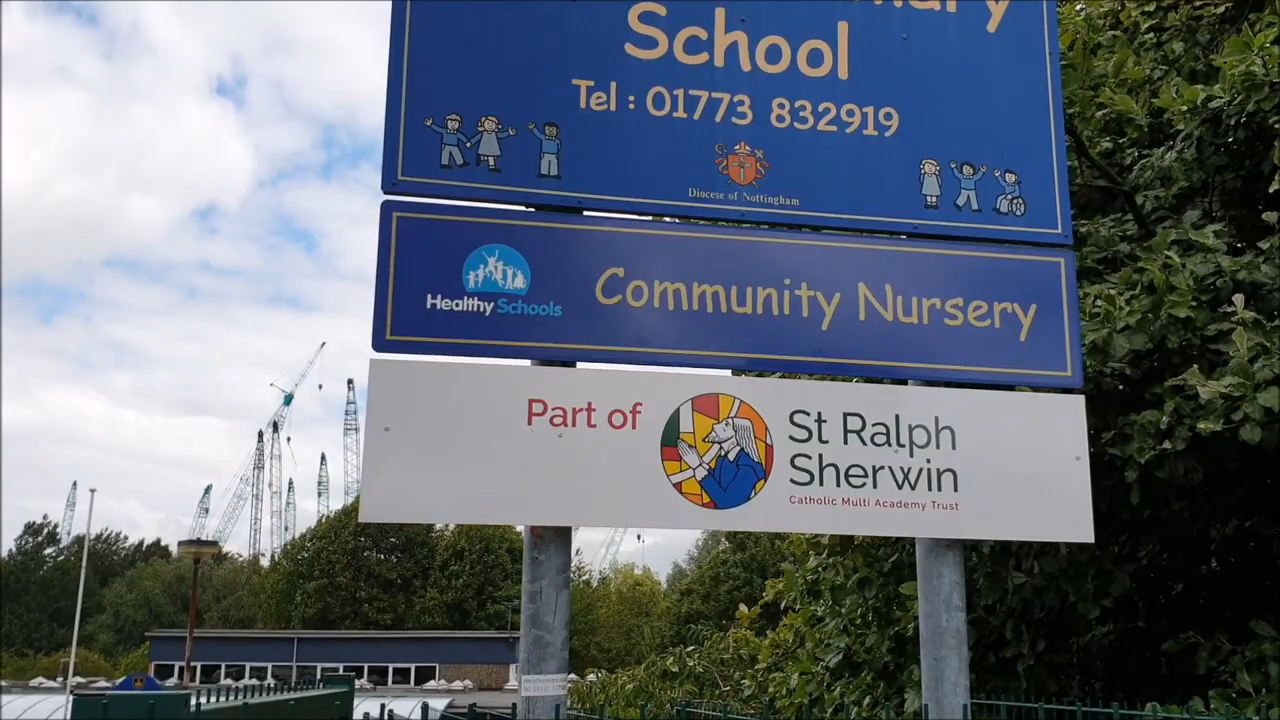 School
Tel : 01773 832919
Diocese of Nottingham
Healthy Schools
Community Nursery
Part of
St Ralph
Sherwin
Catholic Multi Academy Trust